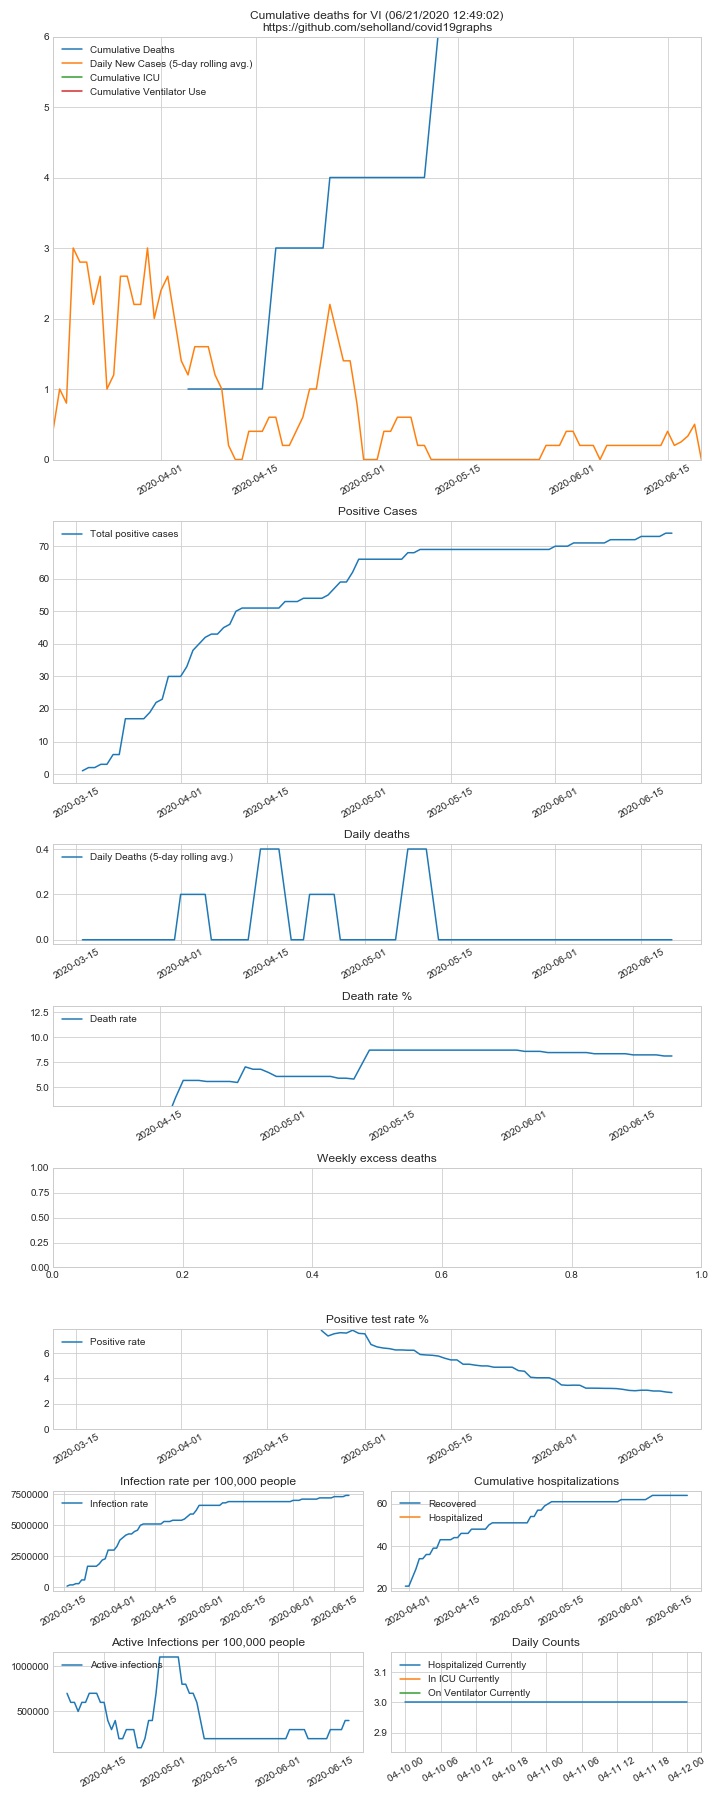 Cumulative deaths for VI (06/21/2020 12:49:02)
https://github.com/seholland/covid19graphs
Cumulative Deaths
Daily New Cases (5-day rolling avg.)
Cumulative ICU
Cumulative Ventilator Use
6
5
4
3
2
1
0
2020-04-01 2020-04-15 2020-05-01 2020-05-15 2020-06-01 2020-06-15
Positive Cases
Total positive cases
70
60
50
40
30
20
10
0
2020-03-15 2020-04-01 2020-04-15 2020-05-01 2020-05-15 2020-06-01 2020-06-15
Daily deaths
Daily Deaths (5-day rolling avg.)
0.4
0.2
0.0
2020-03-15 2020-04-01 2020-04-15 2020-05-01 2020-05-15 2020-06-01 2020-06-15
Death rate %
Death rate
12.5
10.0
7.5
5.0
2020-04-15 2020-05-01 2020-05-15 2020-06-01 2020-06-15
Weekly excess deaths
1.00
0.75
0.50
0.25
0.00
0.0 0.2 0.4 0.6 0.8 1.0
Positive test rate %
Positive rate
6
4
2
0
2020-03-15 2020-04-01 2020-04-15 2020-05-01 2020-05-15 2020-06-01 2020-06-15
Infection rate per 100,000 people
Infection rate
7500000
5000000
2500000
0
2020-03-15 2020-04-01 2020-04-15 2020-05-01 2020-05-15 2020-06-01 2020-06-15
Cumulative hospitalizations
Recovered
Hospitalized
60
40
20
2020-04-01 2020-04-15 2020-05-01 2020-05-15 2020-06-01 2020-06-15
Active Infections per 100,000 people
Active infections
1000000
500000
2020-04-15 2020-05-01 2020-05-15 2020-06-01 2020-06-15
Daily Counts
Hospitalized Currently
In ICU Currently
On Ventilator Currently
3.1
3.0
2.9
04-10 00 04-10 06 04-10 12 04-10 18 04-11 00 04-11 06 04-11 12 04-11 18 04-12 00